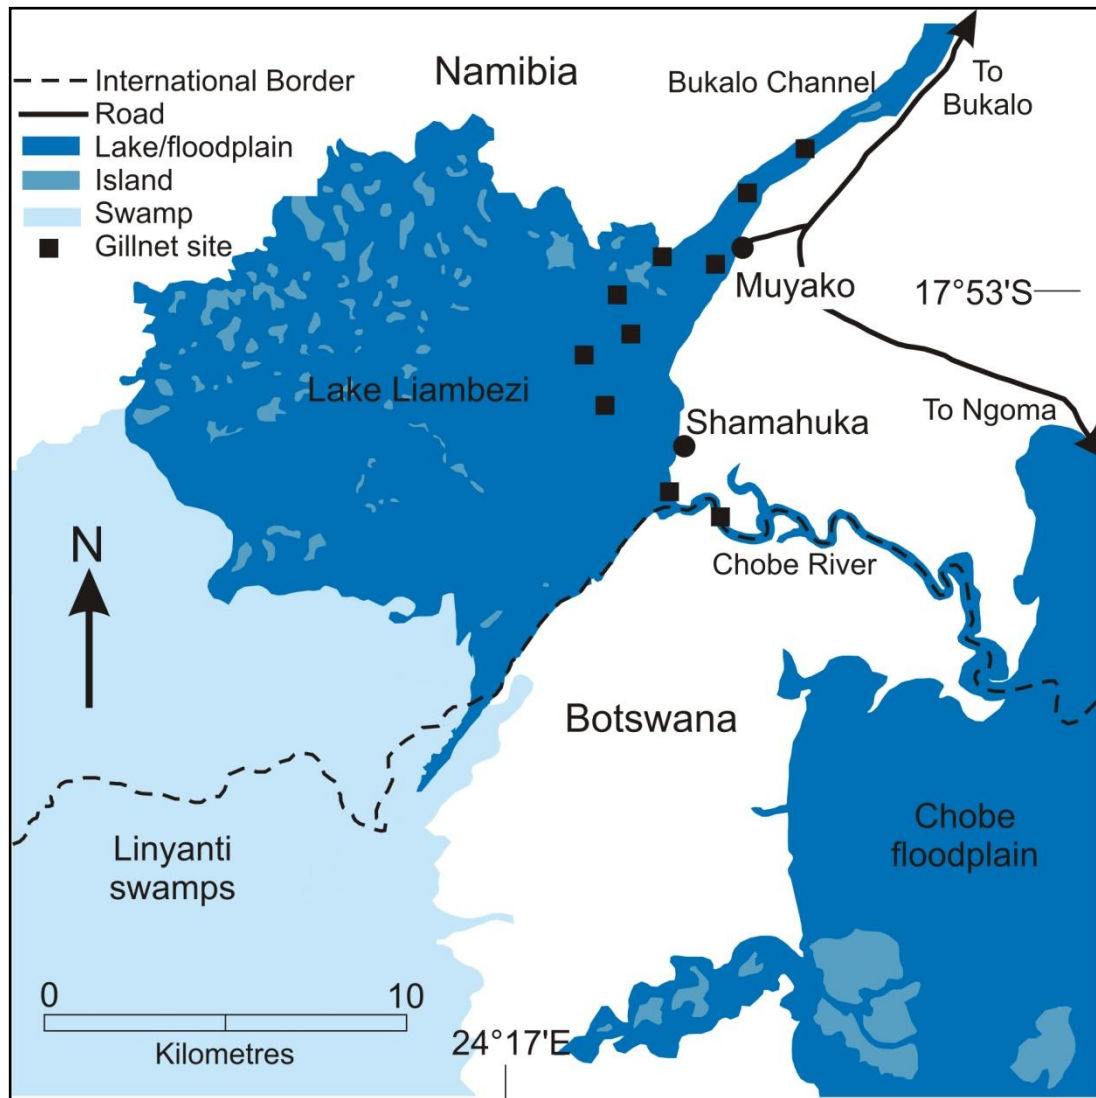 Namibia
Bukalo Channel
To
Bukalo
International Border
Road
Lake/floodplain
Island
Swamp
Gillnet site
Muyako
17°53'S
Lake Liambezi
To Ngoma
Shamahuka
N
Chobe River
Botswana
Linyanti
swamps
Chobe
floodplain
0 10
Kilometres
24°17'E